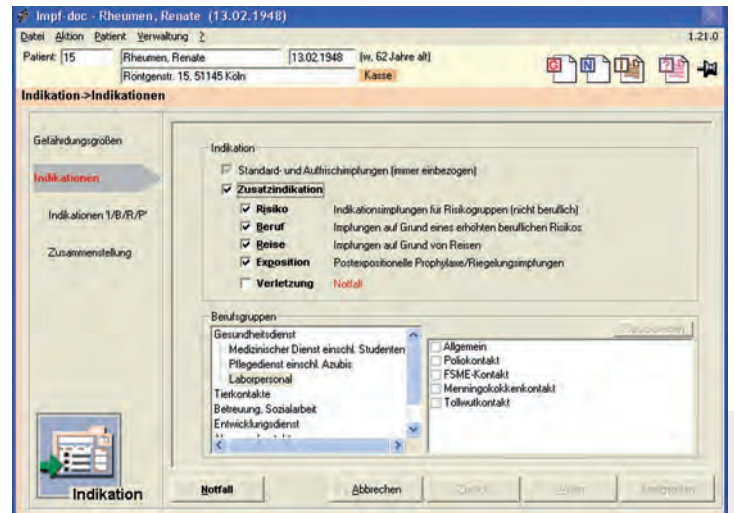 Impf-doc - Rheumen, Renate (13.02.1948)
Datei Aktion Patient Verwaltung ? 1.21.0
Patient: 15 Rheumen, Renate 13.02.1948 (w, 62 Jahre alt)
Röntgenstr. 15, 51145 Köln Kasse
G N I ?
Indikation->Indikationen
Gefährdungsgrößen
Indikationen
Indikationen 1/B/R/P'
Zusammenstellung
Indikation
Standard- und Auffrischimpfungen (immer einbezogen)
Zusatzindikation
Risiko Indikationsimpfungen für Risikogruppen (nicht beruflich)
Beruf Impfungen auf Grund eines erhöhten beruflichen Risikos
Reise Impfungen auf Grund von Reisen
Exposition Postexpositionelle Prophylaxe/Riegelungsimpfungen
Verletzung Notfall
Berufsgruppen
Gesundheitsdienst
Medizinischer Dienst einschl. Studenten
Pflegedienst einschl. Azubis
Laborpersonal
Tierkontakte
Betreuung, Sozialarbeit
Entwicklungsdienst
Allgemein
Poliokontakt
FSME-Kontakt
Menningokokkenkontakt
Tollwutkontakt
Indikation
Notfall Abbrechen Zurück Weiter